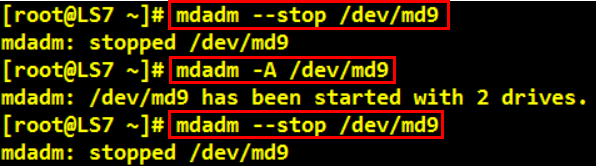 [root@LS7 ~]# mdadm --stop /dev/md9
mdadm: stopped /dev/md9
[root@LS7 ~]# mdadm -A /dev/md9
mdadm: /dev/md9 has been started with 2 drives.
[root@LS7 ~]# mdadm --stop /dev/md9
mdadm: stopped /dev/md9